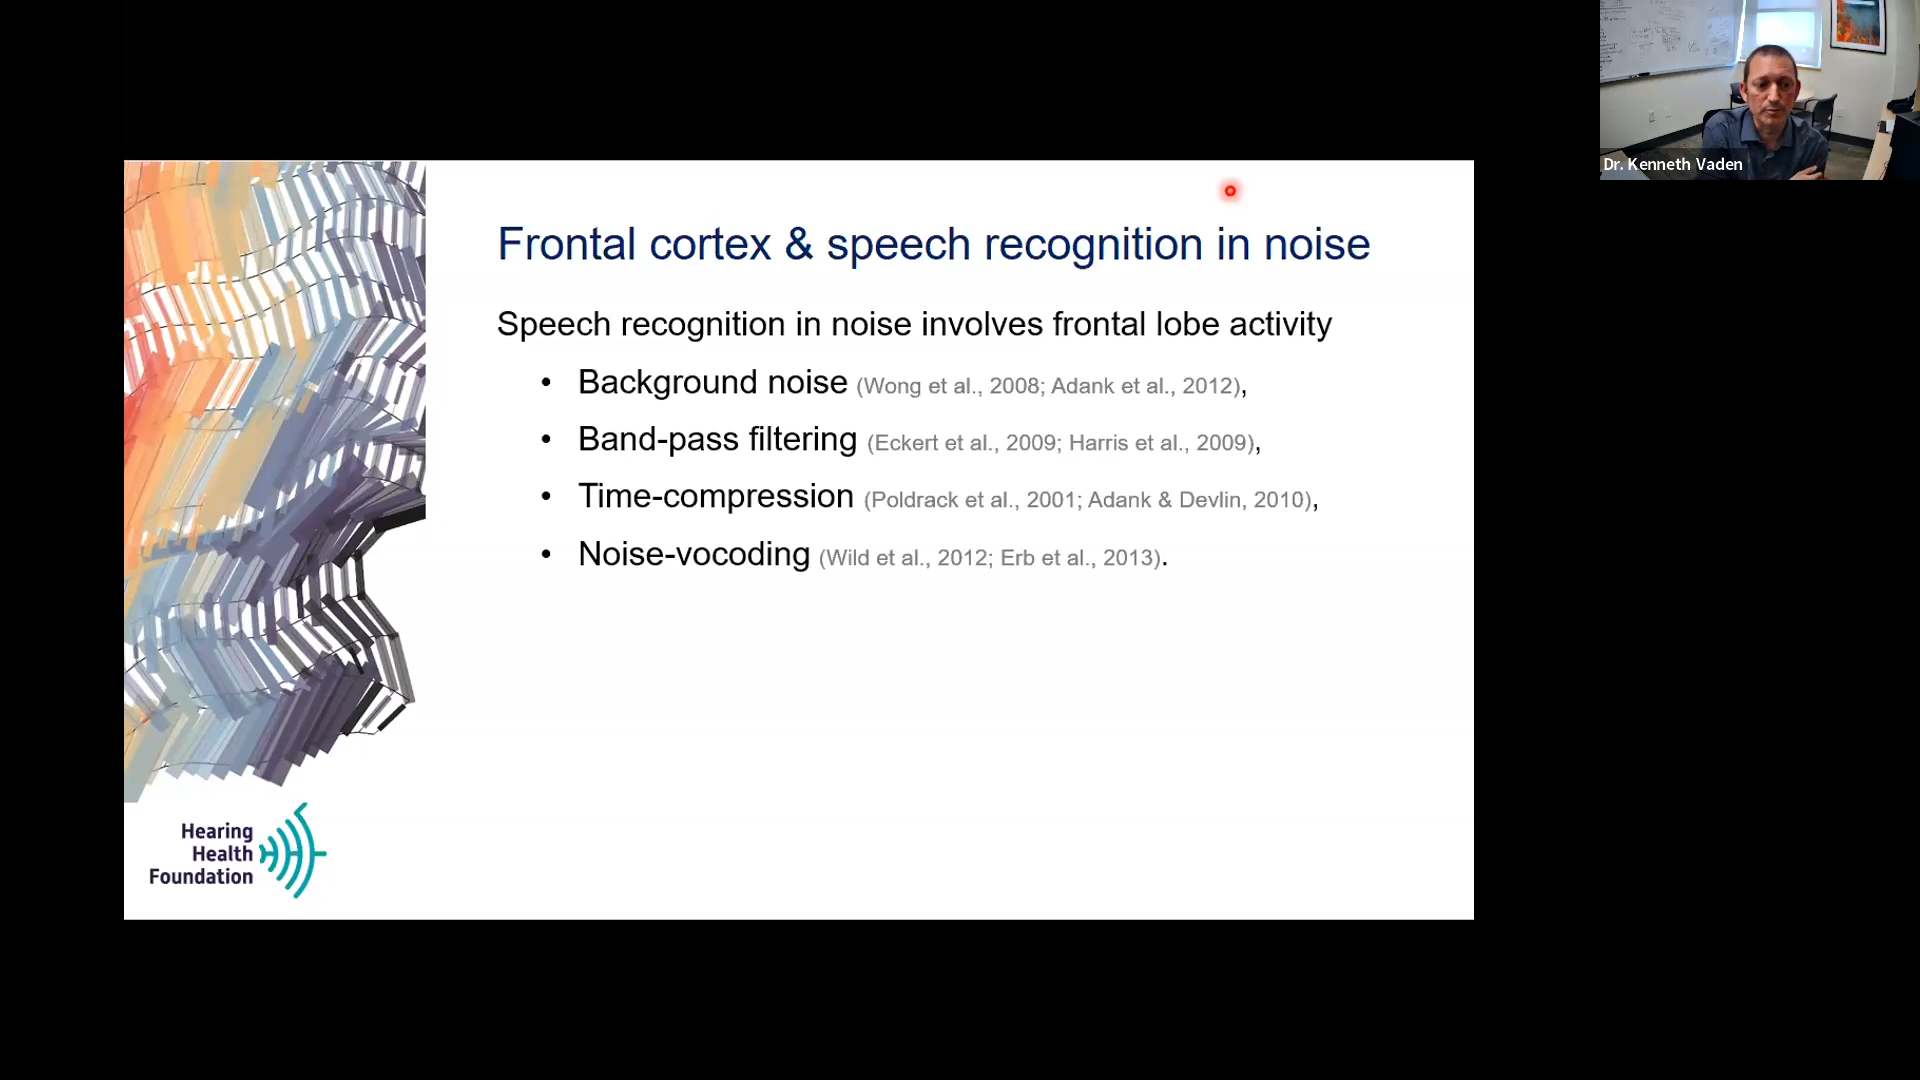 Dr. Kenneth Vaden
Frontal cortex & speech recognition in noise
Speech recognition in noise involves frontal lobe activity
• Background noise (Wong et al., 2008; Adank et al., 2012),
• Band-pass filtering (Eckert et al., 2009; Harris et al., 2009),
• Time-compression (Poldrack et al., 2001; Adank & Devlin, 2010),
• Noise-vocoding (Wild et al., 2012; Erb et al., 2013).
Hearing
Health
Foundation